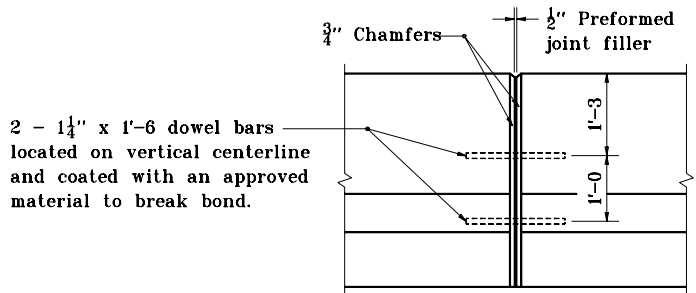 ½" Preformed
joint filler
¾" Chamfers
2 - 1¼" x 1'-6 dowel bars
located on vertical centerline
and coated with an approved
material to break bond.
1'-3
1'-0